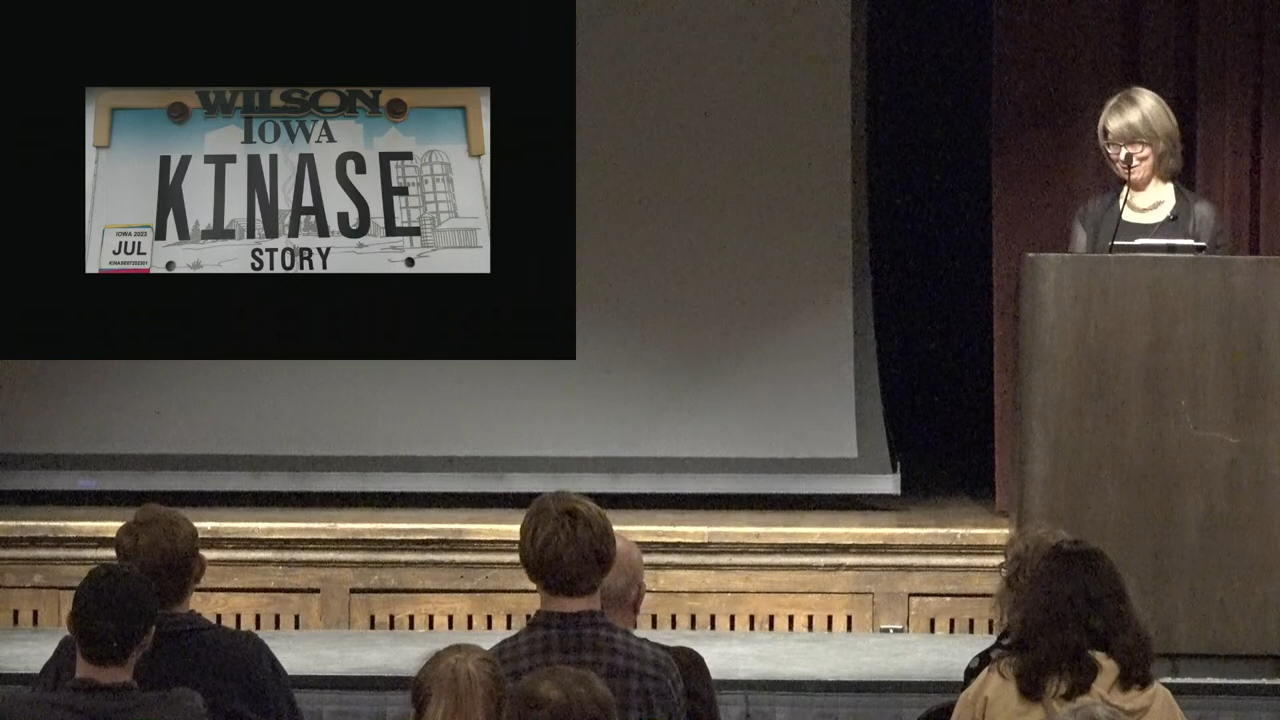 WILSON
IOWA
KINASE
IOWA 2023
JUL
STORY